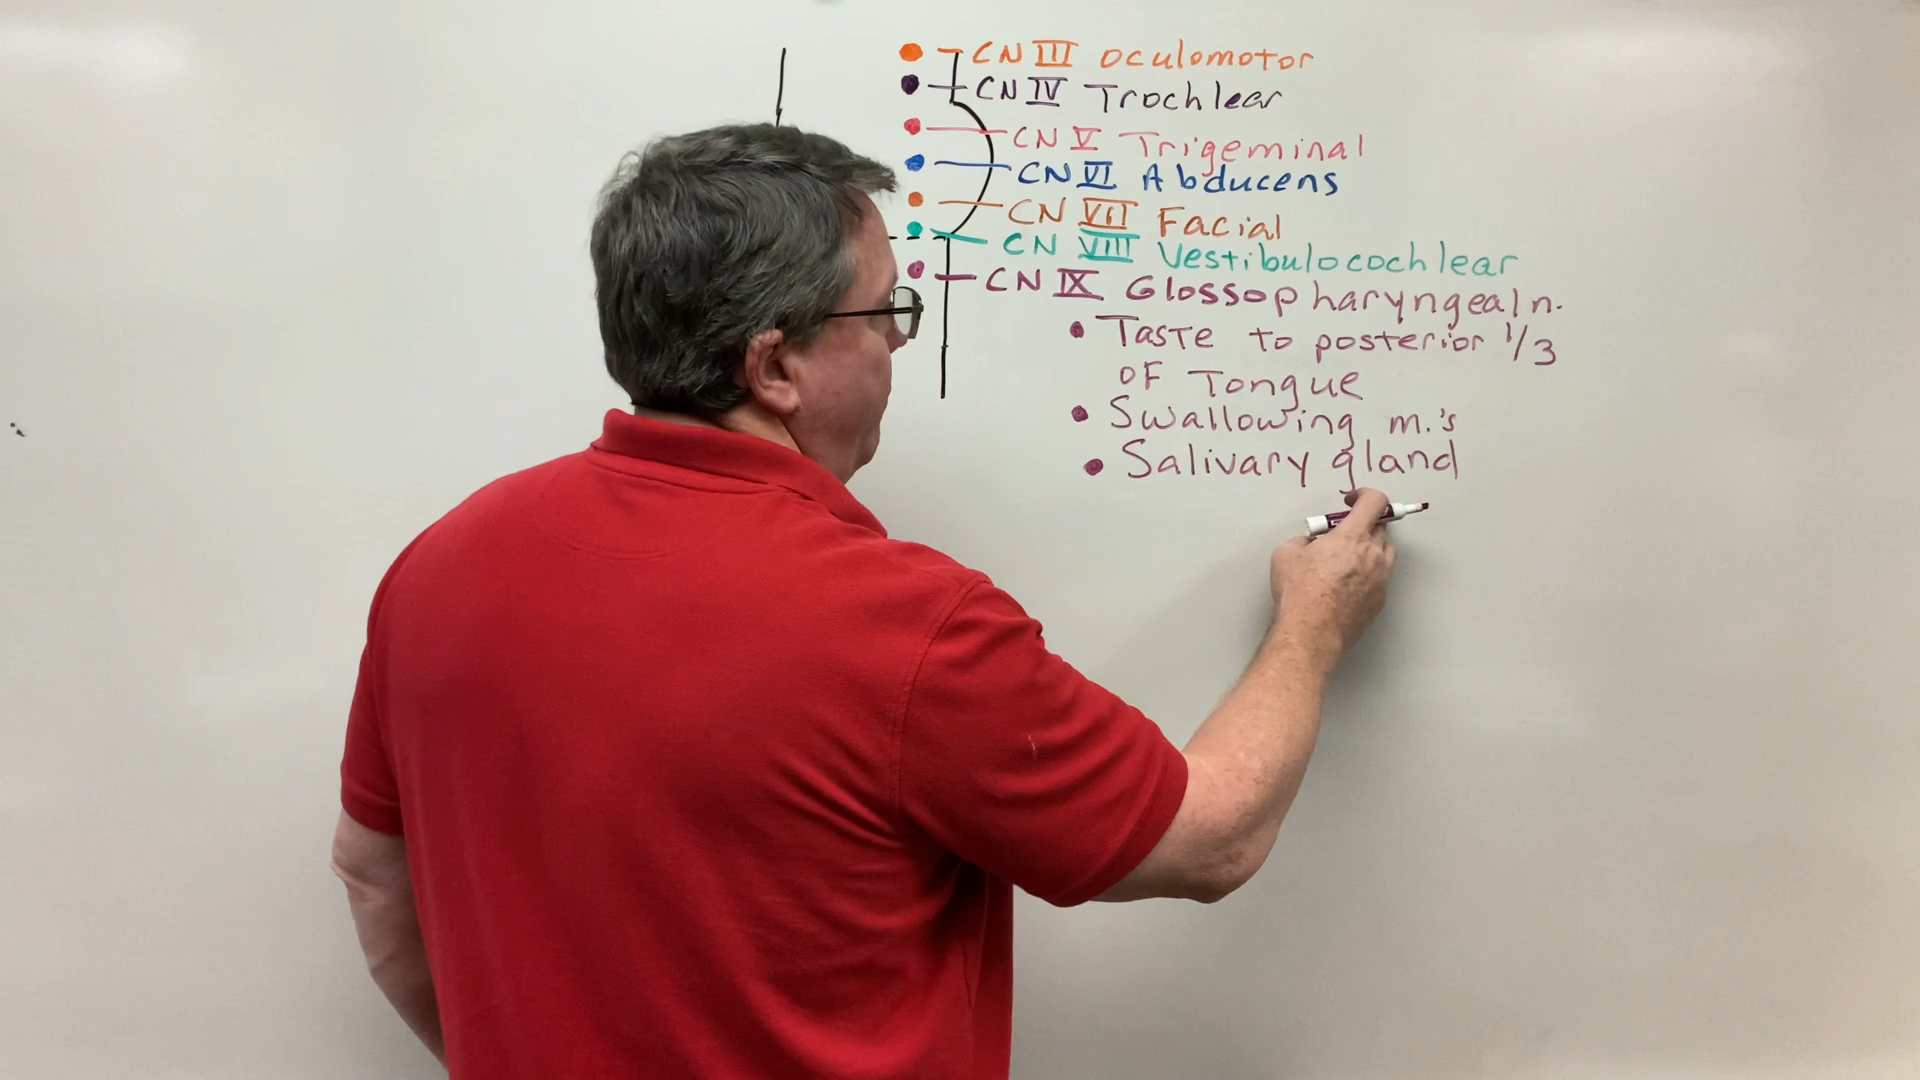 CN III Oculomotor
CN IV Trochlear
CN V Trigeminal
CN VI Abducens
CN VII Facial
CN VIII Vestibulocochlear
CN IX Glossopharyngeal n.
• Taste to posterior 1/3
of Tongue
• Swallowing m.'s
• Salivary gland